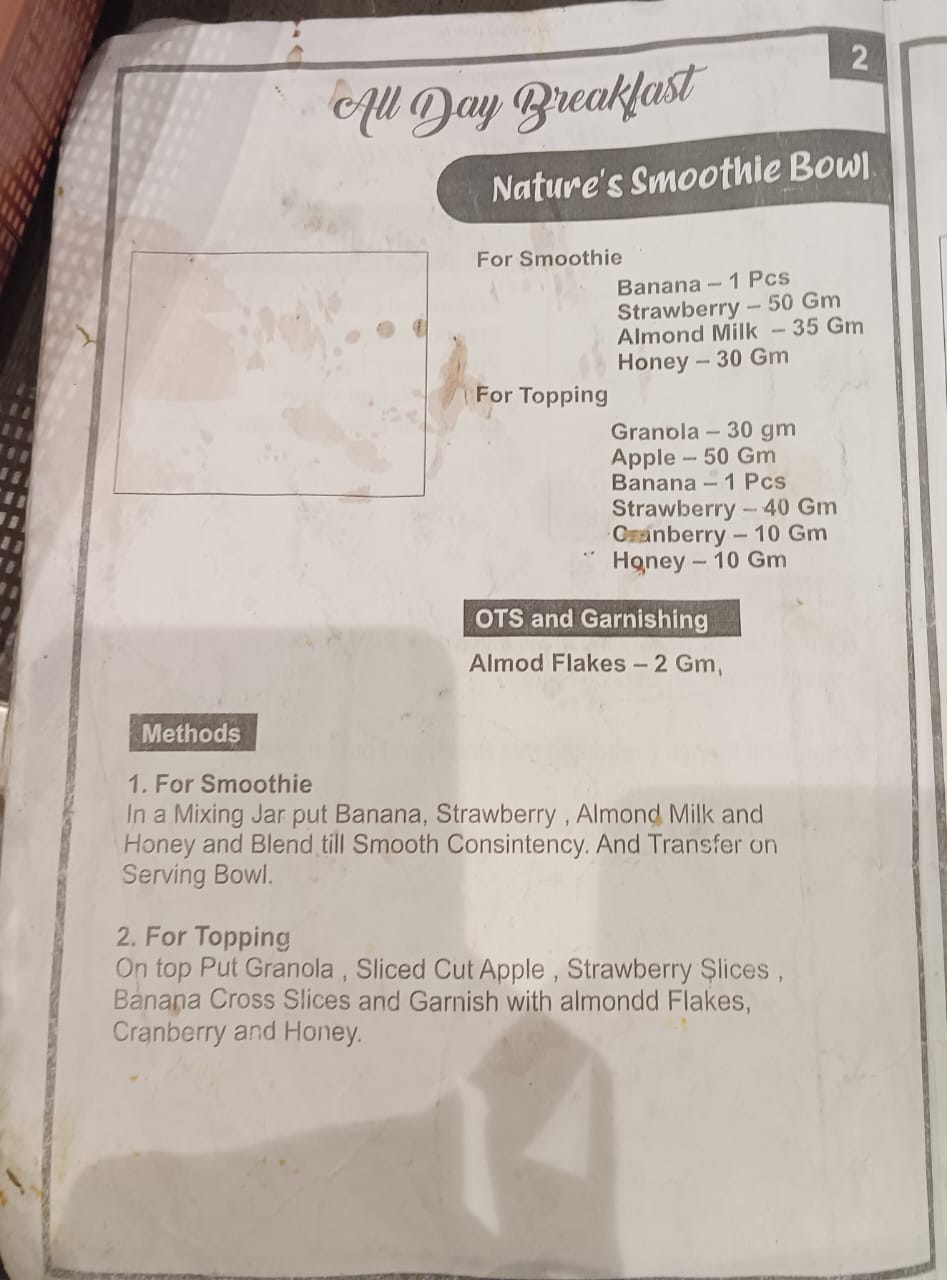 2
All Day Breakfast
Nature's Smoothie Bowl
For Smoothie
Banana – 1 Pcs
Strawberry – 50 Gm
Almond Milk – 35 Gm
Honey – 30 Gm
For Topping
Granola – 30 gm
Apple – 50 Gm
Banana – 1 Pcs
Strawberry – 40 Gm
Cranberry – 10 Gm
Honey – 10 Gm
OTS and Garnishing
Almod Flakes – 2 Gm,
Methods
1. For Smoothie
In a Mixing Jar put Banana, Strawberry , Almond Milk and
Honey and Blend till Smooth Consintency. And Transfer on
Serving Bowl.
2. For Topping
On top Put Granola , Sliced Cut Apple , Strawberry Slices ,
Banana Cross Slices and Garnish with almondd Flakes,
Cranberry and Honey.